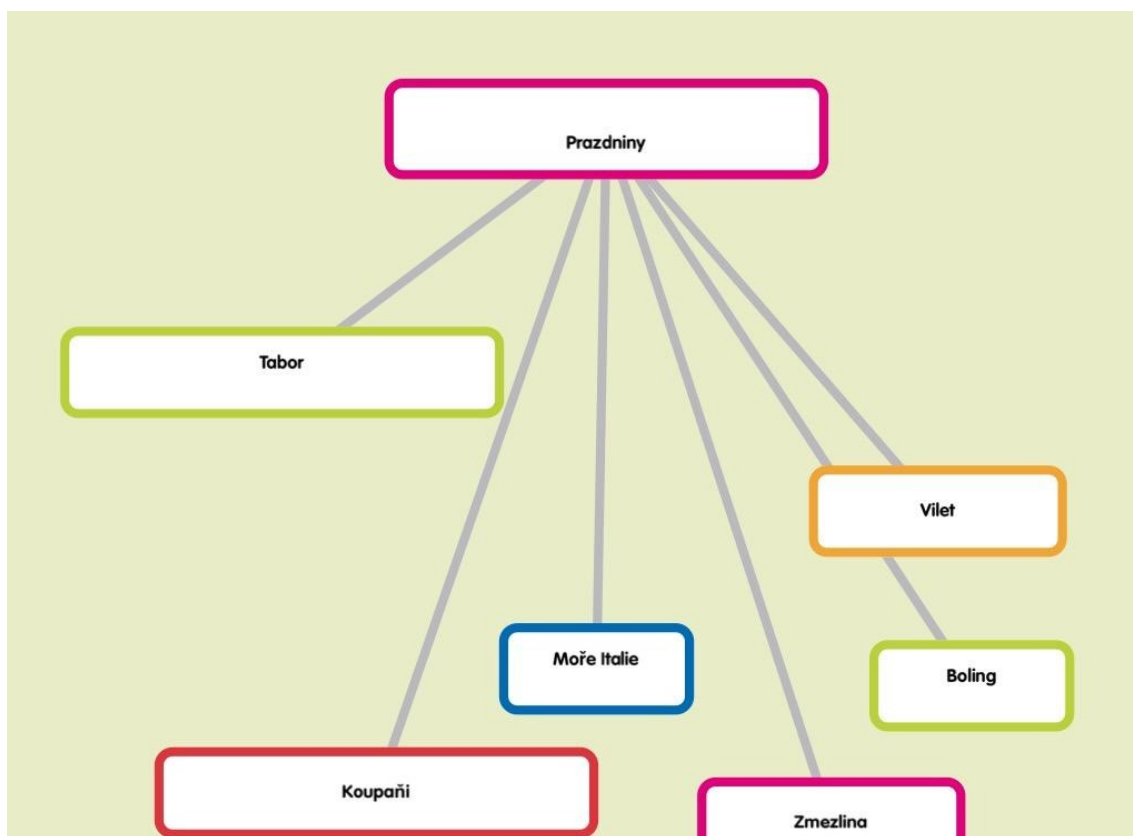 Prazdniny
Tabor
Vilet
Moře Italie
Boling
Koupaňi
Zmezlina